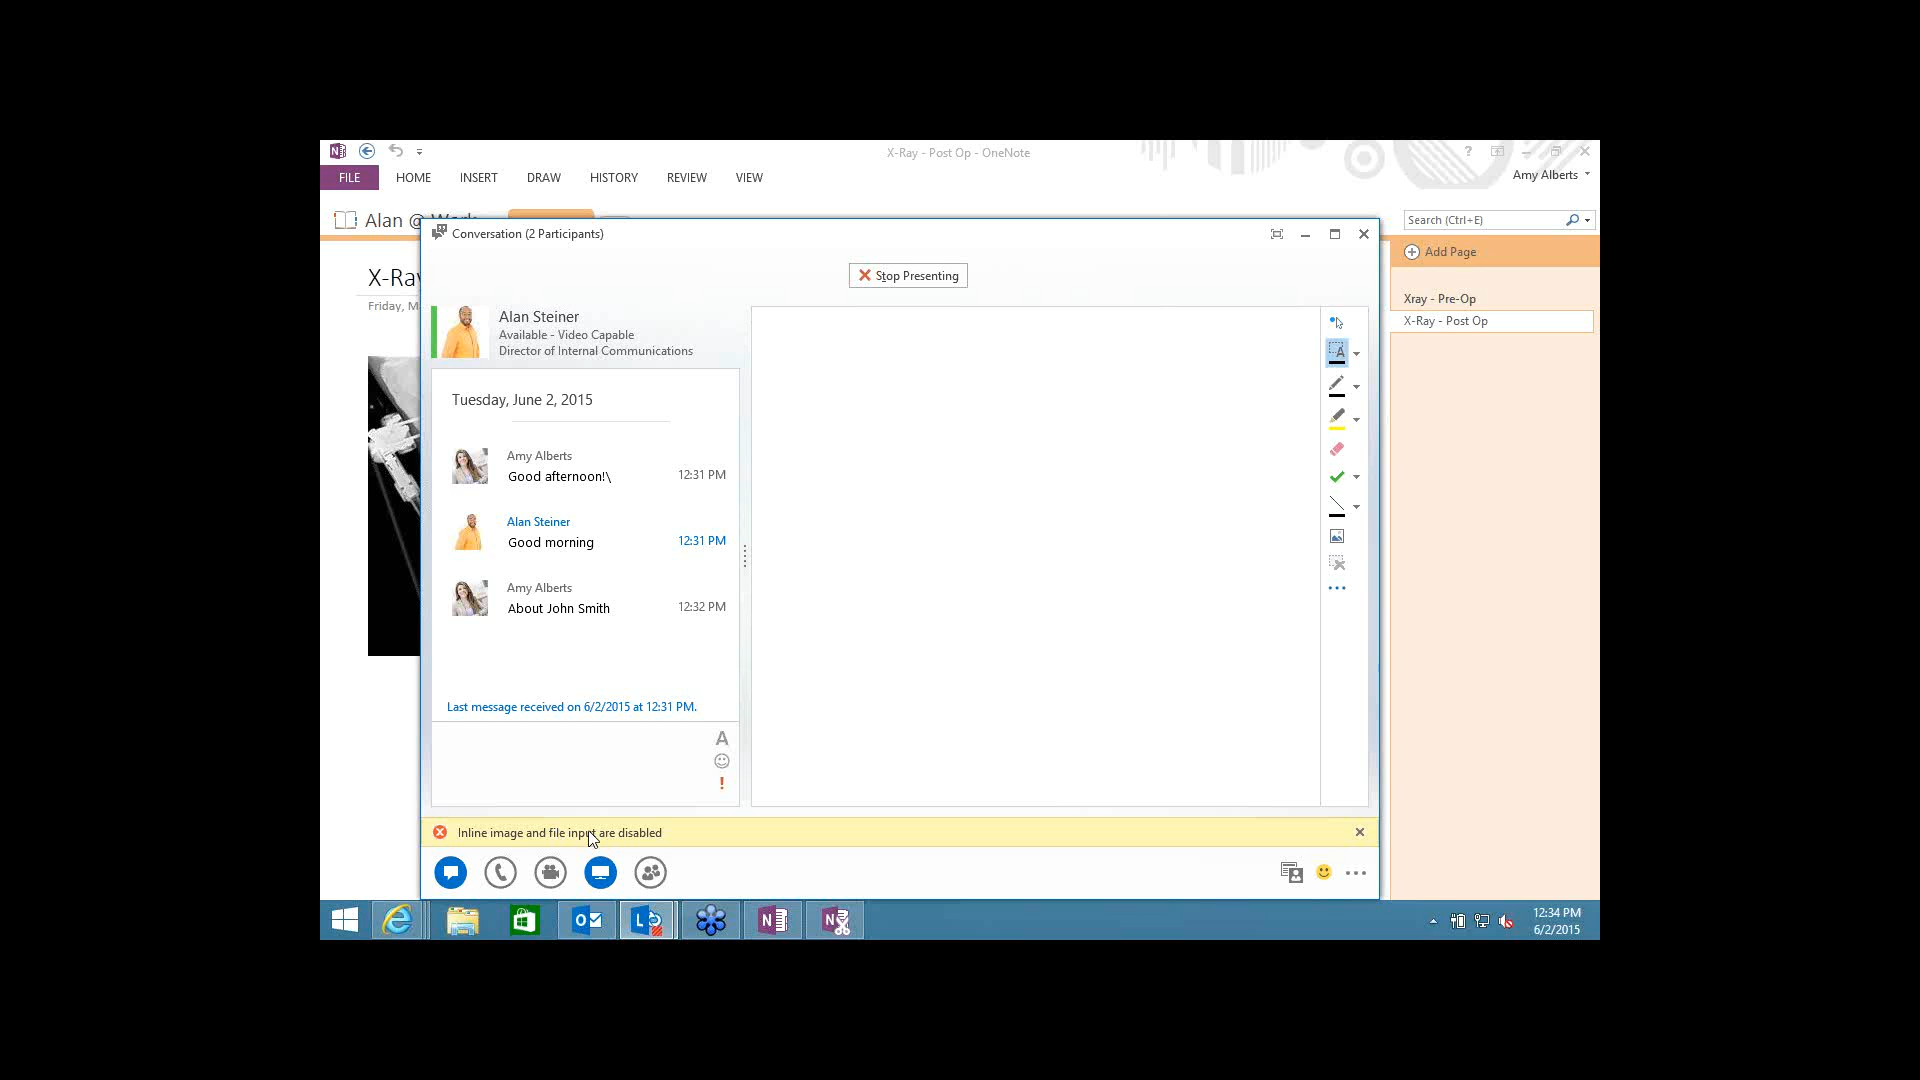 X-Ray - Post Op - OneNote
?
FILE HOME INSERT DRAW HISTORY REVIEW VIEW
Amy Alberts
Alan @ Work
Search (Ctrl+E)
Conversation (2 Participants)
Add Page
Stop Presenting
X-Ray
Friday, M
Xray - Pre-Op
X-Ray - Post Op
Alan Steiner
Available - Video Capable
Director of Internal Communications
Tuesday, June 2, 2015
Amy Alberts
Good afternoon!\ 12:31 PM
Alan Steiner
Good morning 12:31 PM
Amy Alberts
About John Smith 12:32 PM
Last message received on 6/2/2015 at 12:31 PM.
A
!
Inline image and file input are disabled
12:34 PM
6/2/2015